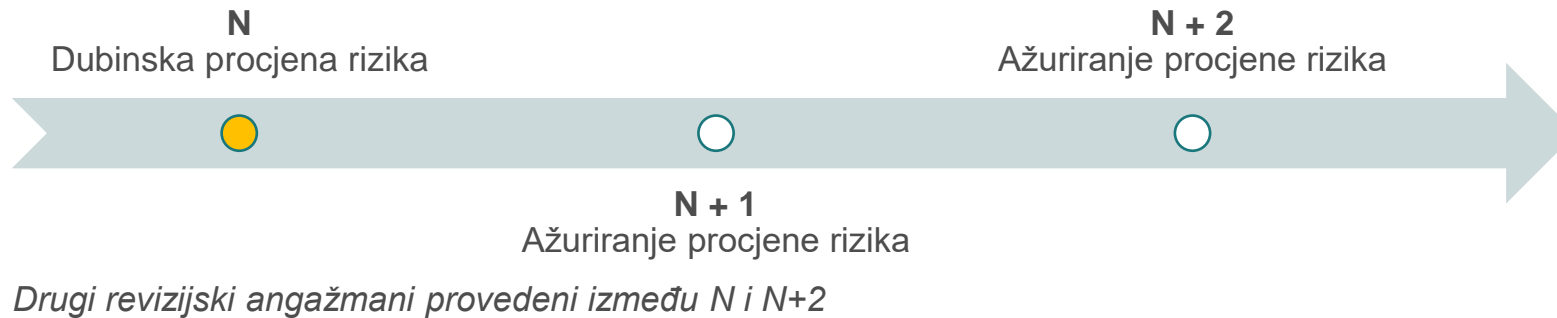 N
Dubinska procjena rizika
N + 2
Ažuriranje procjene rizika
N + 1
Ažuriranje procjene rizika
Drugi revizijski angažmani provedeni između N i N+2